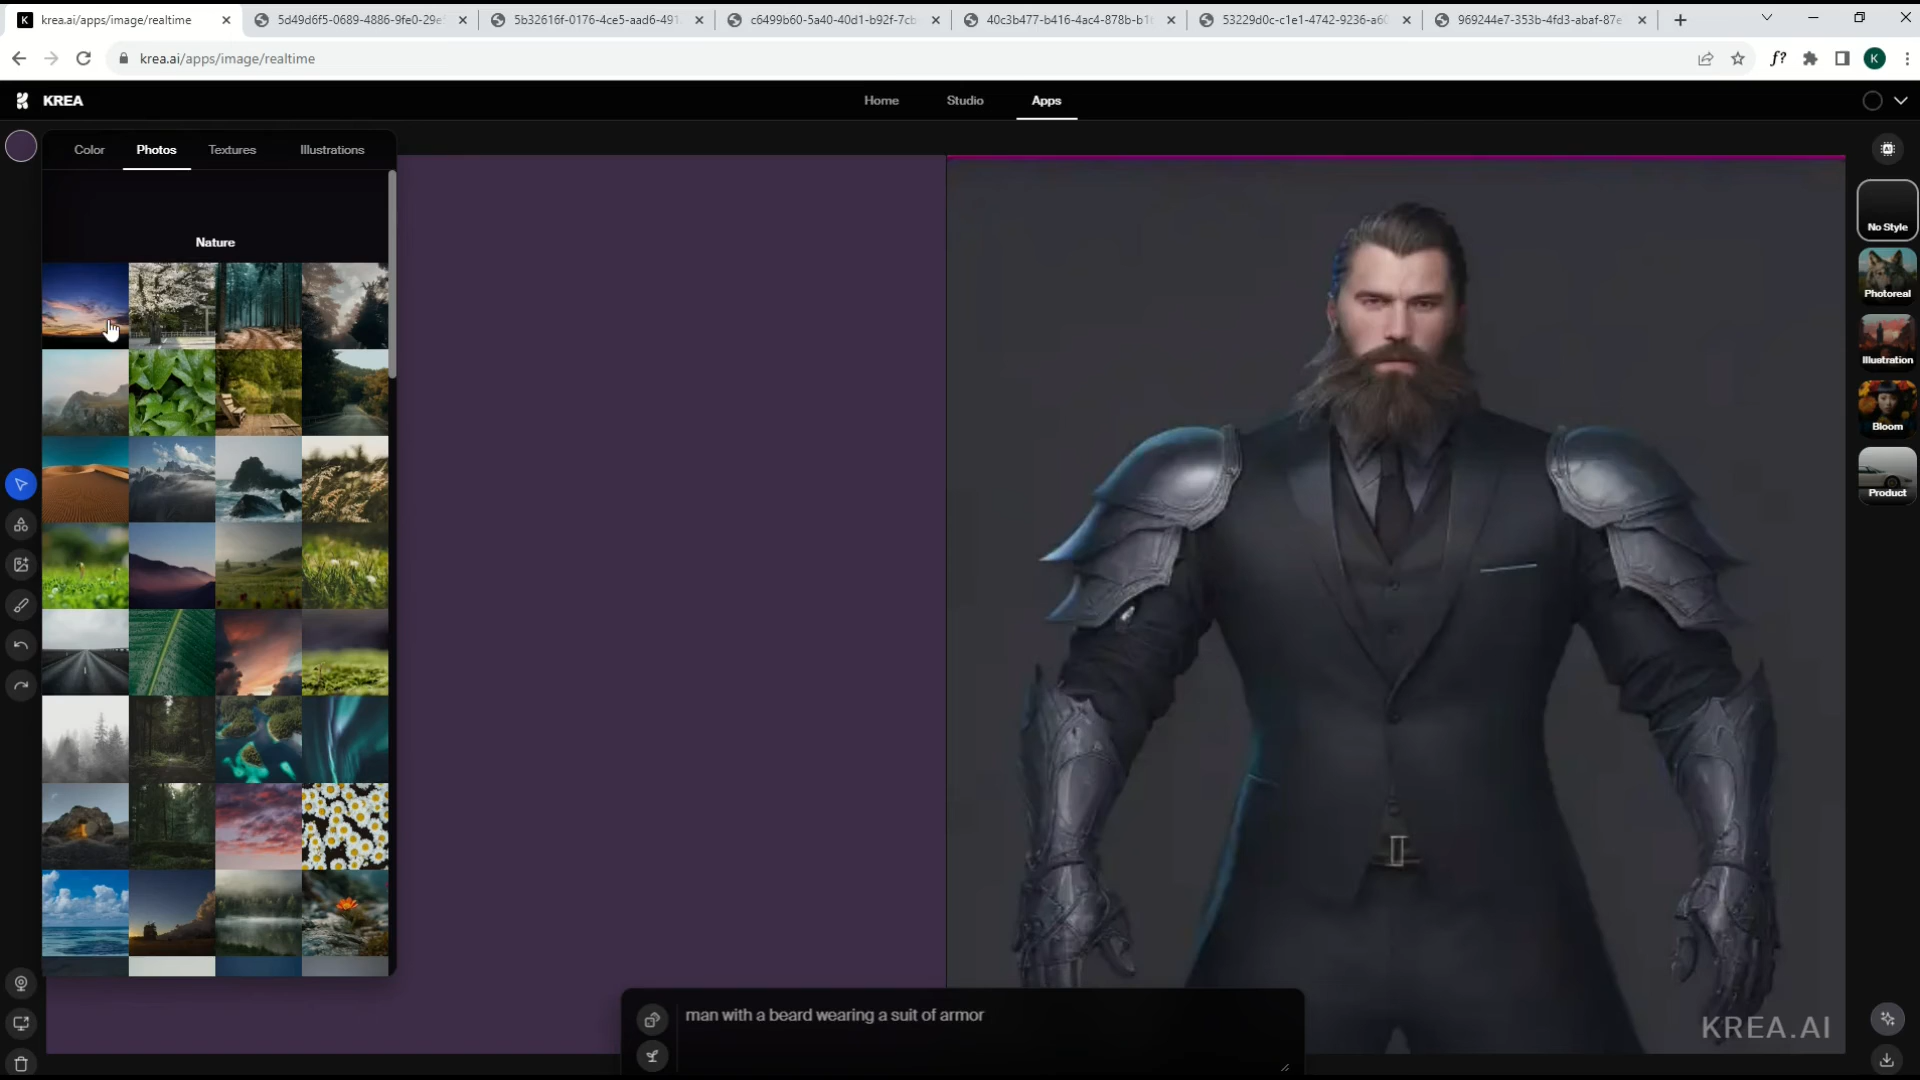 krea.ai/apps/image/realtime
5d49d6f5-0689-4886-9fe0-29e
5b32616f-0176-4ce5-aad6-491
c6499b60-5a40-40d1-b92f-7cb
40c3b477-b416-4ac4-878b-b1
53229d0c-c1e1-4742-9236-a60
969244e7-353b-4fd3-abaf-87e
krea.ai/apps/image/realtime
f?
K
KREA
Home
Studio
Apps
Color
Photos
Textures
Illustrations
Nature
No Style
Photoreal
Illustration
Bloom
Product
man with a beard wearing a suit of armor
KREA.AI